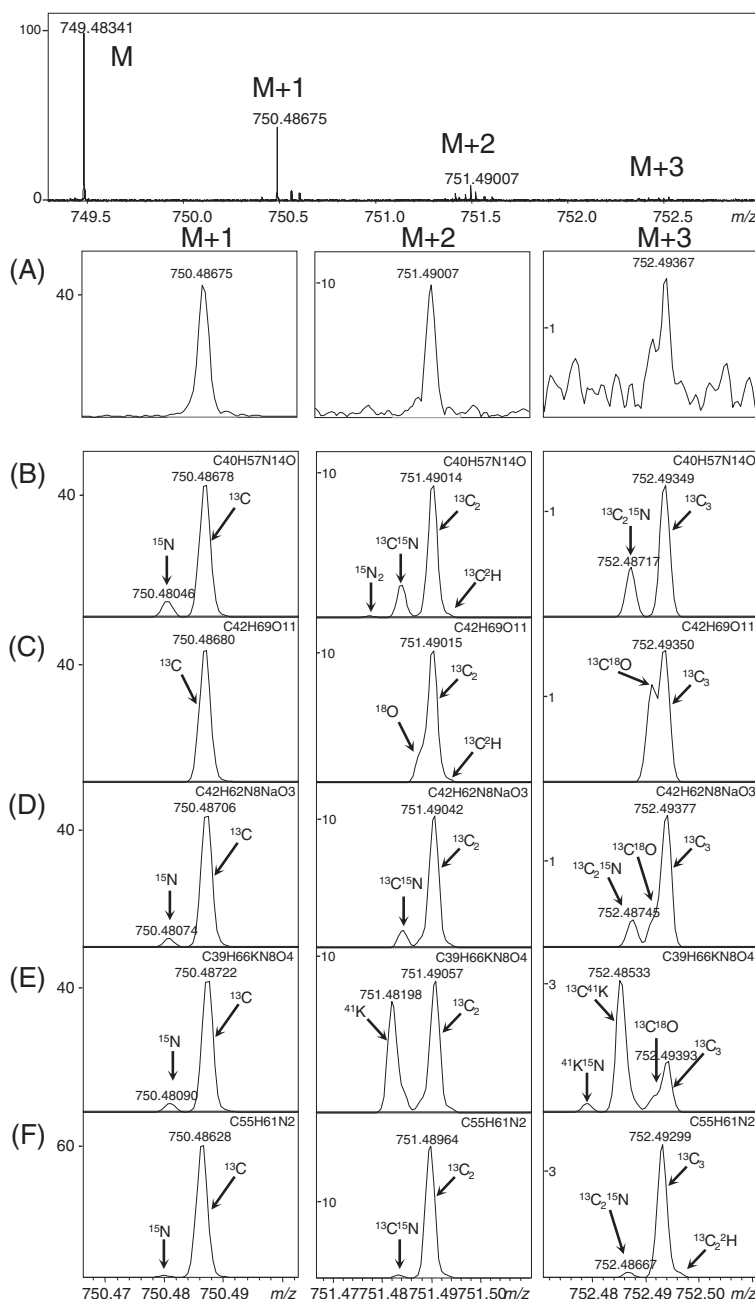 100
749.48341
M
M+1
750.48675
M+2
751.49007
M+3
0
749.5 750.0 750.5 751.0 751.5 752.0 752.5 m/z
M+1 M+2 M+3
(A)
40
750.48675
10
751.49007
1
752.49367
(B)
40
C40H57N14O
750.48678
13C
15N
750.48046
10
C40H57N14O
751.49014
13C2
13C15N
15N2
13C2H
1
C40H57N14O
752.49349
13C3
13C2 15N
752.48717
(C)
40
C42H69O11
750.48680
13C
10
C42H69O11
751.49015
13C2
18O
13C2H
1
C42H69O11
752.49350
13C18O
13C3
(D)
40
C42H62N8NaO3
750.48706
13C
15N
750.48074
10
C42H62N8NaO3
751.49042
13C2
13C15N
1
C42H62N8NaO3
752.49377
13C18O
13C2 15N
13C3
752.48745
(E)
40
C39H66KN8O4
750.48722
13C
15N
750.48090
10
C39H66KN8O4
751.49057
41K
751.48198
13C2
3
C39H66KN8O4
752.48533
13C41K
13C18O
752.49393
13C3
41K15N
(F)
60
C55H61N2
750.48628
13C
15N
10
C55H61N2
751.48964
13C2
13C15N
3
C55H61N2
752.49299
13C3
13C2 15N
752.48667
13C2 2H
750.47 750.48 750.49 m/z
751.47 751.48 751.49 751.50 m/z
752.48 752.49 752.50 m/z